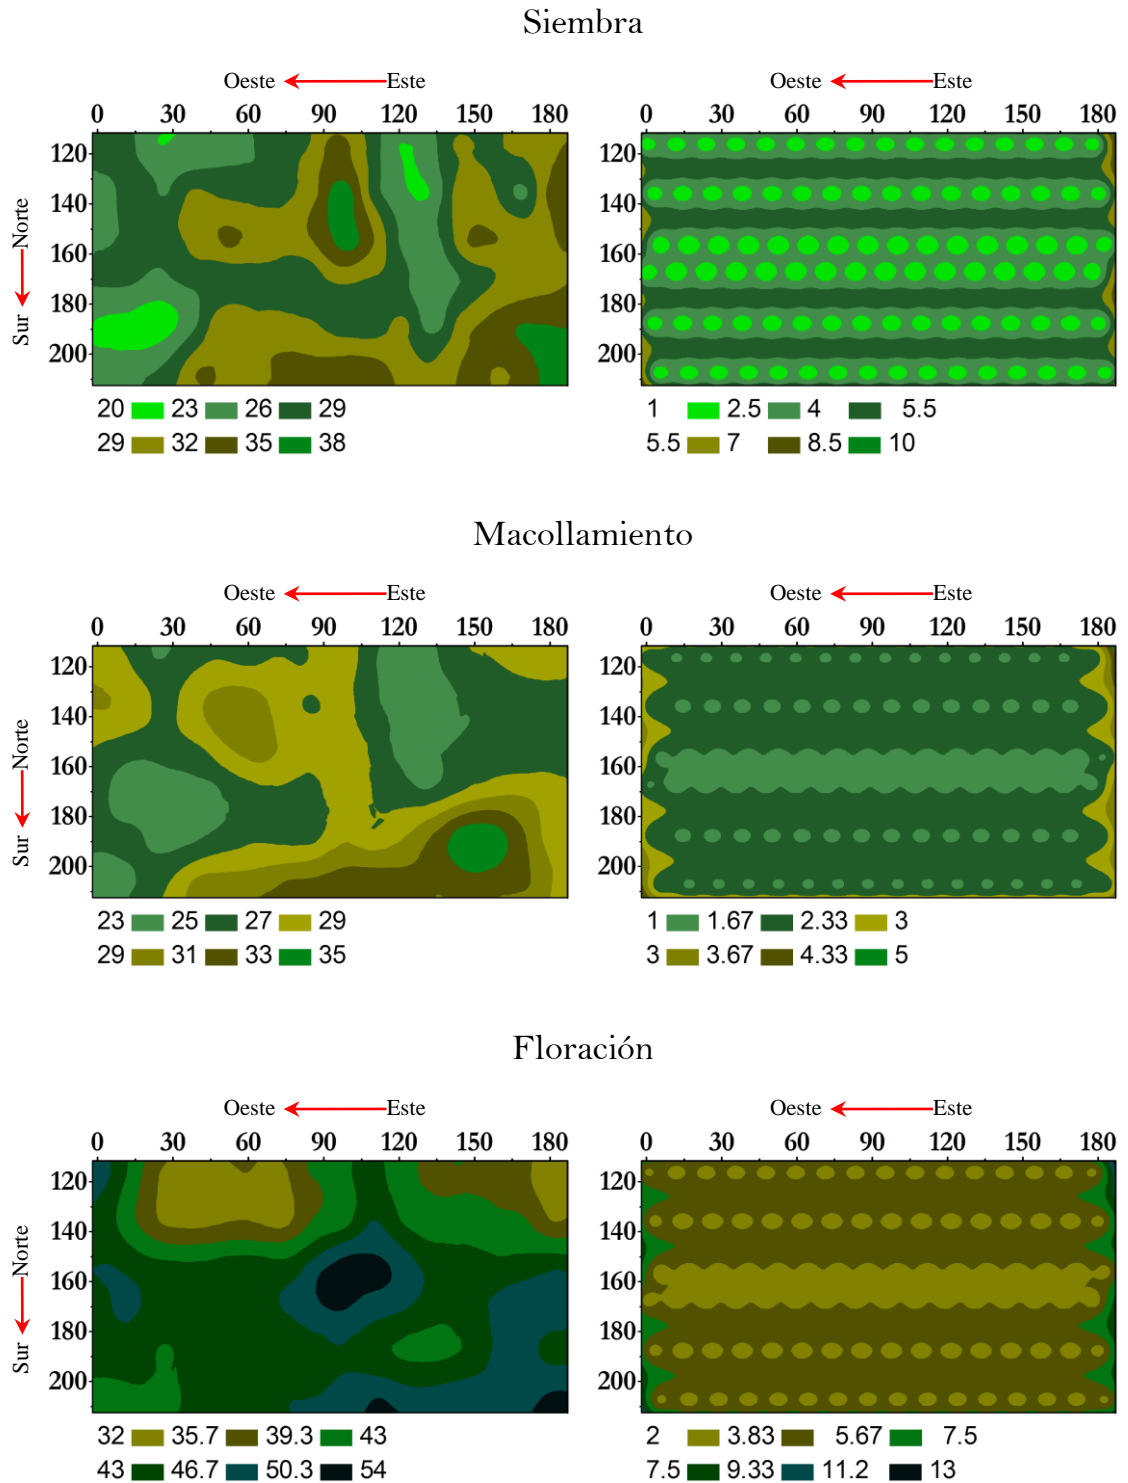 Siembra
Oeste Este Oeste Este
0 30 60 90 120 150 180 0 30 60 90 120 150 180
120 120
140 140
160 160
180 180
200 200
Norte
Sur
20 23 26 29 1 2.5 4 5.5
29 32 35 38 5.5 7 8.5 10
Macollamiento
Oeste Este Oeste Este
0 30 60 90 120 150 180 0 30 60 90 120 150 180
120 120
140 140
160 160
180 180
200 200
Norte
Sur
23 25 27 29 1 1.67 2.33 3
29 31 33 35 3 3.67 4.33 5
Floración
Oeste Este Oeste Este
0 30 60 90 120 150 180 0 30 60 90 120 150 180
120 120
140 140
160 160
180 180
200 200
Norte
Sur
32 35.7 39.3 43 2 3.83 5.67 7.5
43 46.7 50.3 54 7.5 9.33 11.2 13